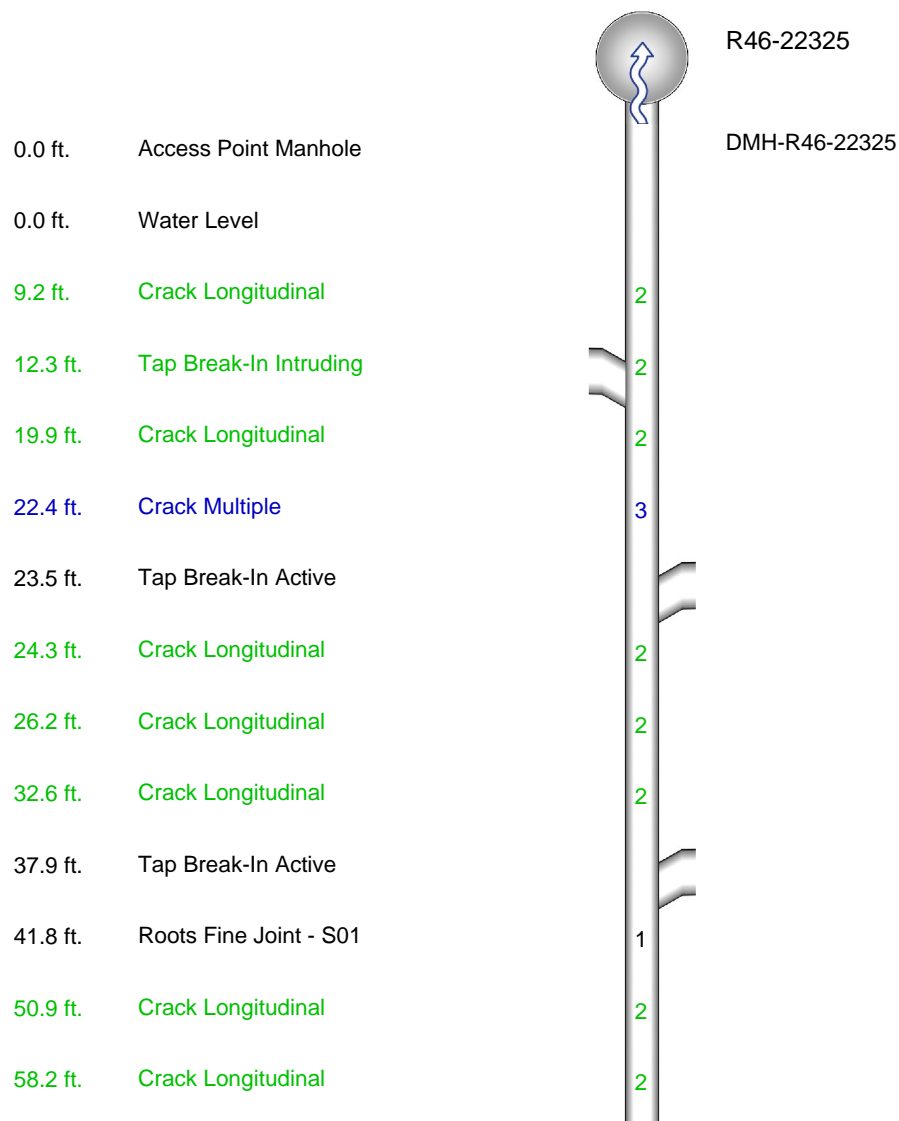 R46-22325
0.0 ft. Access Point Manhole DMH-R46-22325
0.0 ft. Water Level
9.2 ft. Crack Longitudinal 2
12.3 ft. Tap Break-In Intruding 2
19.9 ft. Crack Longitudinal 2
22.4 ft. Crack Multiple 3
23.5 ft. Tap Break-In Active
24.3 ft. Crack Longitudinal 2
26.2 ft. Crack Longitudinal 2
32.6 ft. Crack Longitudinal 2
37.9 ft. Tap Break-In Active
41.8 ft. Roots Fine Joint - S01 1
50.9 ft. Crack Longitudinal 2
58.2 ft. Crack Longitudinal 2